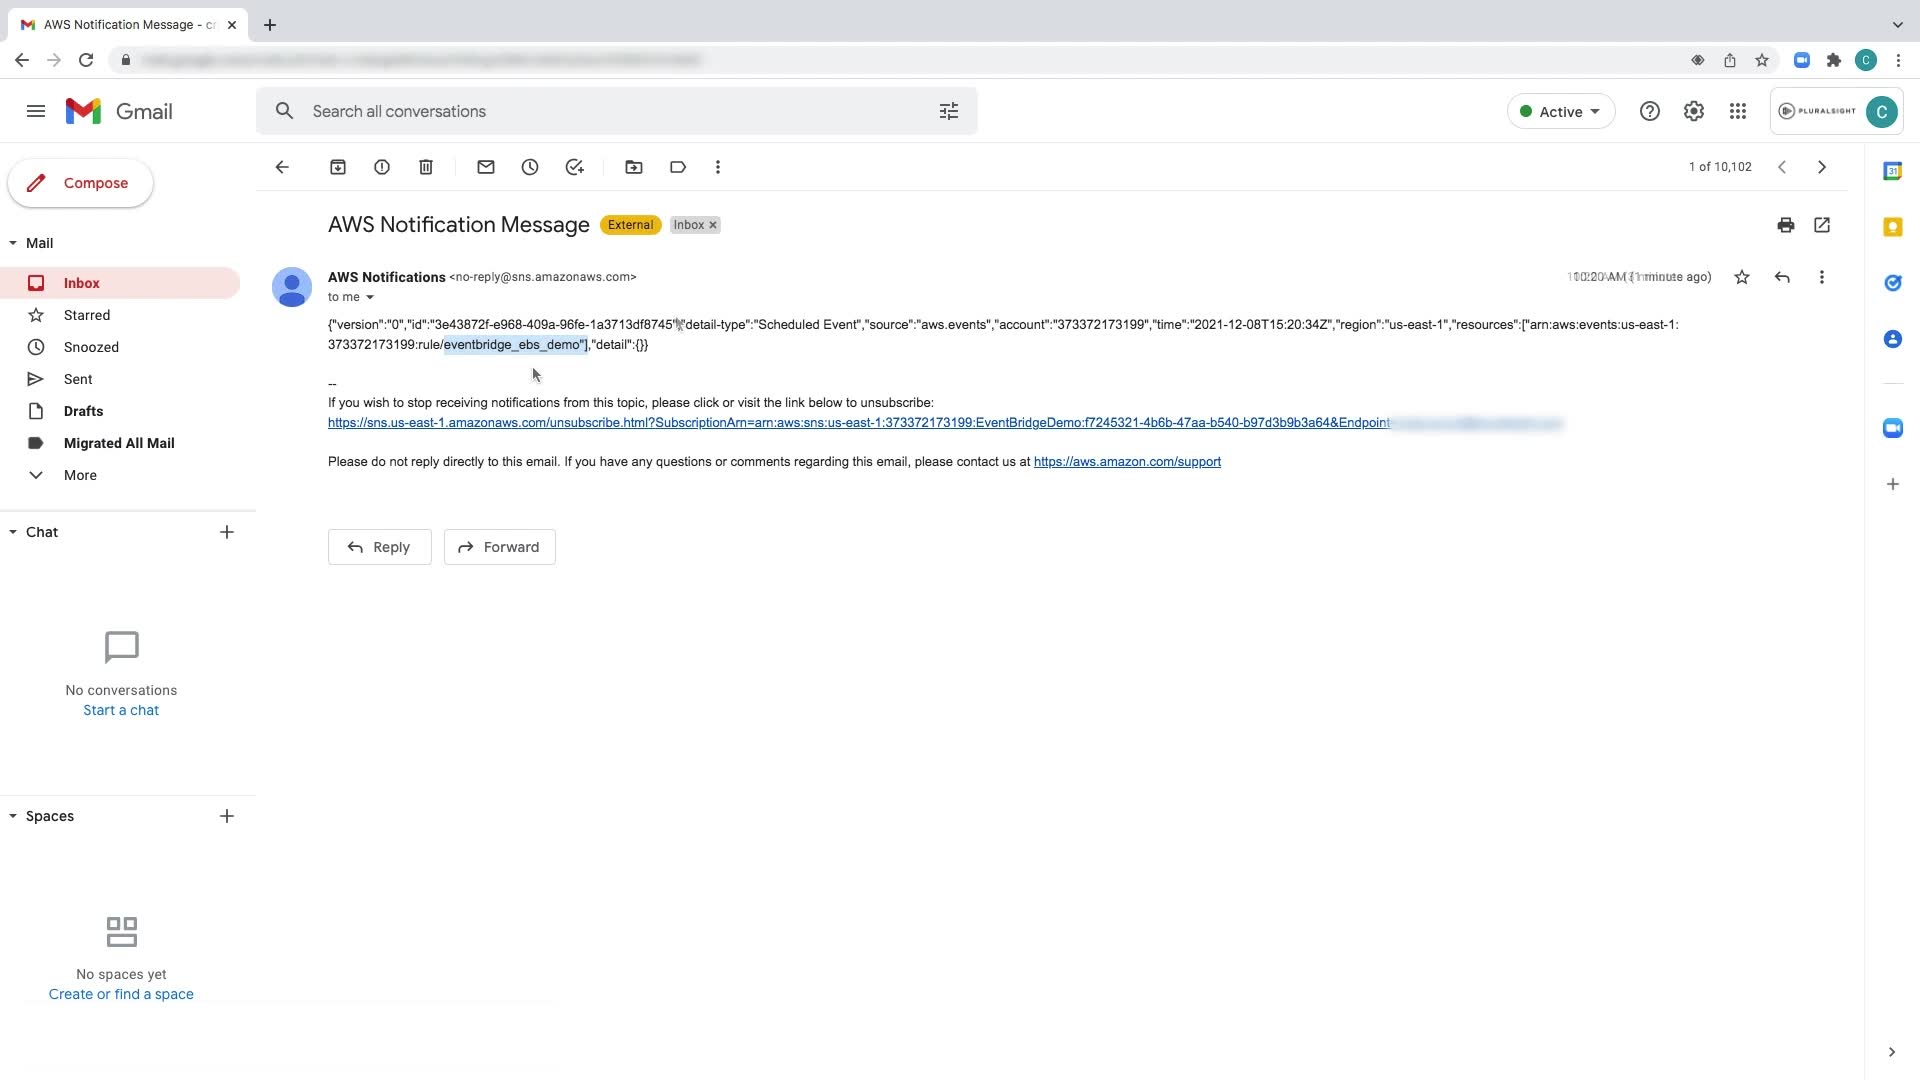 AWS Notification Message - cr
Gmail
Search all conversations
Active
PLURALSIGHT
C
C
Compose
1 of 10,102
31
Mail
AWS Notification Message
External
Inbox ×
Inbox
AWS Notifications <no-reply@sns.amazonaws.com>
10:20 AM (1 minute ago)
to me
Starred
{"version":"0","id":"3e43872f-e968-409a-96fe-1a3713df8745","detail-type":"Scheduled Event","source":"aws.events","account":"373372173199","time":"2021-12-08T15:20:34Z","region":"us-east-1","resources":["arn:aws:events:us-east-1:
373372173199:rule/eventbridge_ebs_demo"],"detail":{}}
Snoozed
Sent
--
If you wish to stop receiving notifications from this topic, please click or visit the link below to unsubscribe:
Drafts
https://sns.us-east-1.amazonaws.com/unsubscribe.html?SubscriptionArn=arn:aws:sns:us-east-1:373372173199:EventBridgeDemo:f7245321-4b6b-47aa-b540-b97d3b9b3a64&Endpoint
Migrated All Mail
Please do not reply directly to this email. If you have any questions or comments regarding this email, please contact us at https://aws.amazon.com/support
More
Chat
Reply
Forward
No conversations
Start a chat
Spaces
No spaces yet
Create or find a space